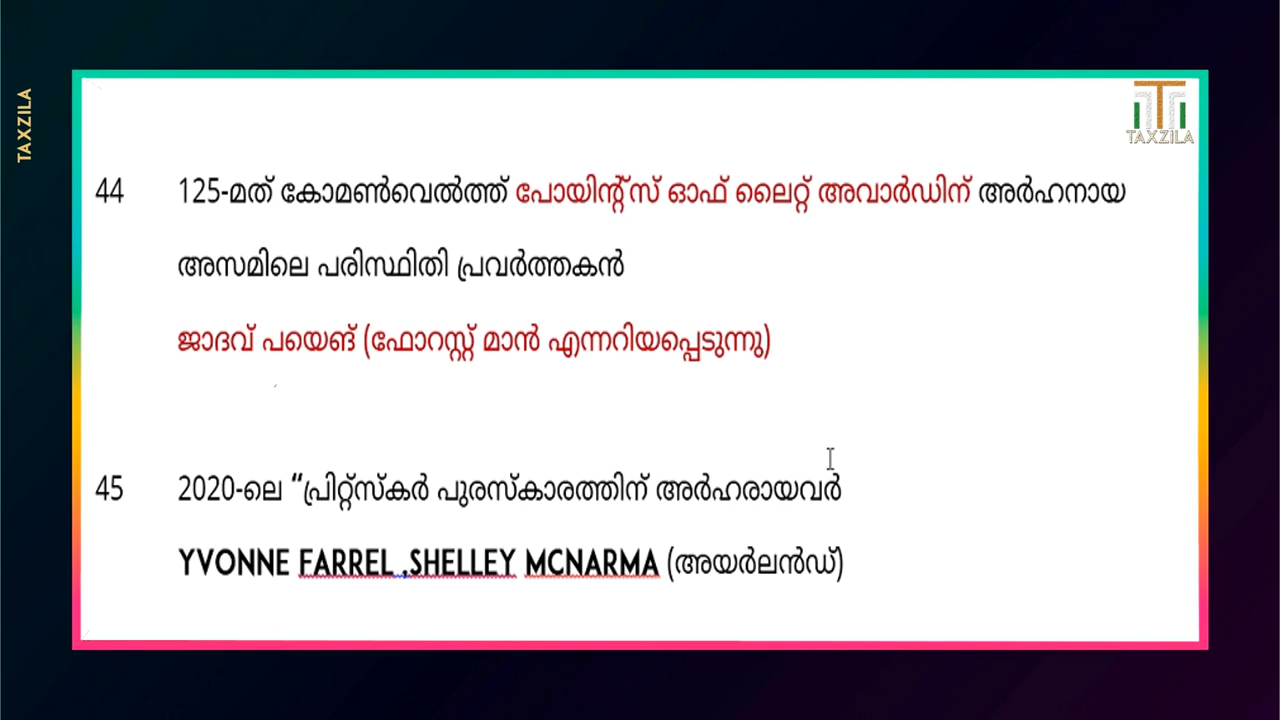 TAXZILA
TAXZILA
44 125-മത് കോമൺവെൽത്ത് പോയിന്റ്സ് ഓഫ് ലൈറ്റ് അവാർഡിന് അർഹനായ
അസമിലെ പരിസ്ഥിതി പ്രവർത്തകൻ
ജാദവ് പയെങ് (ഫോറസ്റ്റ് മാൻ എന്നറിയപ്പെടുന്നു)
45 2020-ലെ “പ്രിറ്റ്സ്കർ പുരസ്കാരത്തിന് അർഹരായവർ
YVONNE FARREL ,SHELLEY MCNARMA (അയർലൻഡ്)